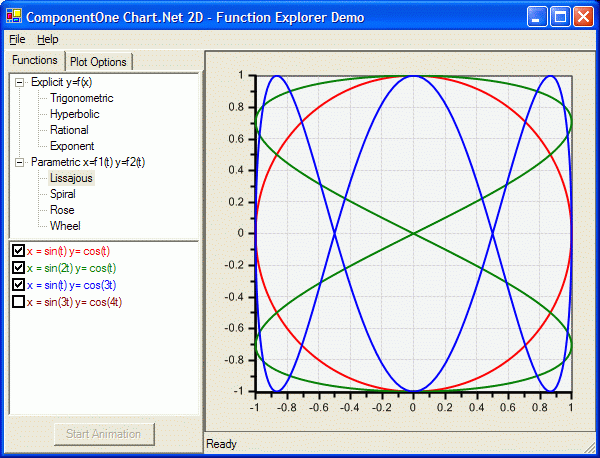 ComponentOne Chart.Net 2D - Function Explorer Demo
File Help
Functions Plot Options
Explicit y=f(x)
Trigonometric
Hyperbolic
Rational
Exponent
Parametric x=f1(t) y=f2(t)
Lissajous
Spiral
Rose
Wheel
x = sin(t) y= cos(t)
x = sin(2t) y= cos(t)
x = sin(t) y= cos(3t)
x = sin(3t) y= cos(4t)
Start Animation
1
0.8
0.6
0.4
0.2
0
-0.2
-0.4
-0.6
-0.8
-1
-1 -0.8 -0.6 -0.4 -0.2 0 0.2 0.4 0.6 0.8 1
Ready